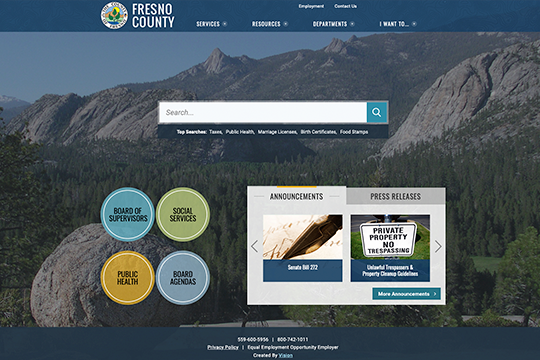 Employment Contact Us
FRESNO
COUNTY
SERVICES RESOURCES DEPARTMENTS I WANT TO...
Search...
Top Searches: Taxes, Public Health, Marriage Licenses, Birth Certificates, Food Stamps
BOARD OF
SUPERVISORS
SOCIAL
SERVICES
PUBLIC
HEALTH
BOARD
AGENDAS
ANNOUNCEMENTS PRESS RELEASES
PRIVATE
PROPERTY
NO
TRESPASSING
Senate Bill 272
Unlawful Trespassers &
Property Cleanup Guidelines
More Announcements
559-600-5956 | 800-742-1011
Privacy Policy | Equal Employment Opportunity Employer
Created By Vision